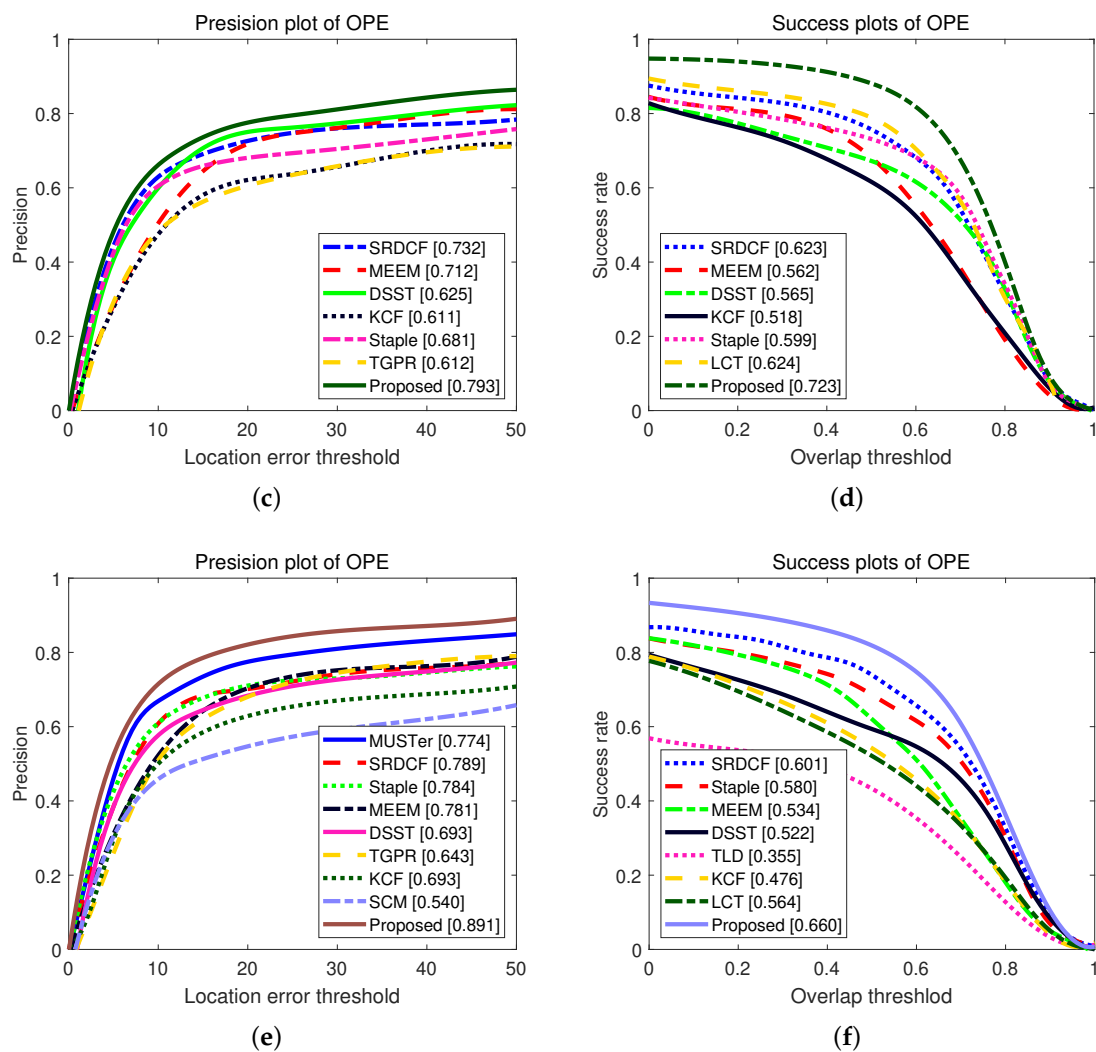 Presision plot of OPE
1
0.8
0.6
0.4
0.2
0
Precision
SRDCF [0.732]
MEEM [0.712]
DSST [0.625]
KCF [0.611]
Staple [0.681]
TGPR [0.612]
Proposed [0.793]
0 10 20 30 40 50
Location error threshold
(c)
Success plots of OPE
1
0.8
0.6
0.4
0.2
0
Success rate
SRDCF [0.623]
MEEM [0.562]
DSST [0.565]
KCF [0.518]
Staple [0.599]
LCT [0.624]
Proposed [0.723]
0 0.2 0.4 0.6 0.8 1
Overlap threshlod
(d)
Presision plot of OPE
1
0.8
0.6
0.4
0.2
0
Precision
MUSTer [0.774]
SRDCF [0.789]
Staple [0.784]
MEEM [0.781]
DSST [0.693]
TGPR [0.643]
KCF [0.693]
SCM [0.540]
Proposed [0.891]
0 10 20 30 40 50
Location error threshold
(e)
Success plots of OPE
1
0.8
0.6
0.4
0.2
0
Success rate
SRDCF [0.601]
Staple [0.580]
MEEM [0.534]
DSST [0.522]
TLD [0.355]
KCF [0.476]
LCT [0.564]
Proposed [0.660]
0 0.2 0.4 0.6 0.8 1
Overlap threshlod
(f)